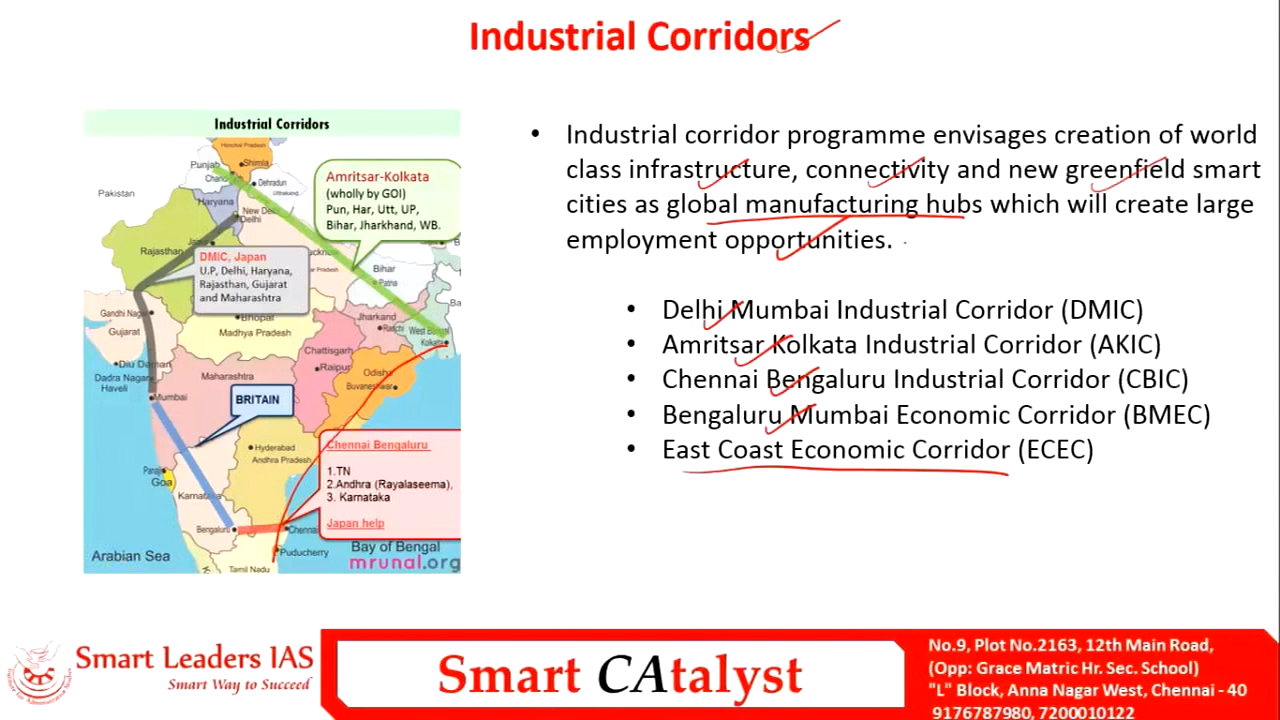 Industrial Corridors
Industrial Corridors
Himachal Pradesh
Punjab
Shimla
Dehradun
Pakistan
Haryana
New Delhi
Delhi
Amritsar-Kolkata
(wholly by GOI)
Pun, Har, Utt, UP,
Bihar, Jharkhand, WB.
Rajasthan
DMIC, Japan
U.P, Delhi, Haryana,
Rajasthan, Gujarat
and Maharashtra
Bihar
Patna
Gandhi Nagar
Gujarat
Bhopal
Madhya Pradesh
Jharkand
Ranchi
West Bengal
Kolkata
Diu Daman
Dadra Nagar
Haveli
Chattisgarh
Raipur
Odisha
Buvaneshwar
Maharashtra
Mumbai
BRITAIN
Hyderabad
Andhra Pradesh
Panaji
Goa
Karnataka
Chennai Bengaluru
1.TN
2.Andhra (Rayalaseema),
3. Karnataka
Japan help
Bengaluru
Chennai
Puducherry
Arabian Sea
Bay of Bengal
mrunal.org
Tamil Nadu
• Industrial corridor programme envisages creation of world
class infrastructure, connectivity and new greenfield smart
cities as global manufacturing hubs which will create large
employment opportunities.
• Delhi Mumbai Industrial Corridor (DMIC)
• Amritsar Kolkata Industrial Corridor (AKIC)
• Chennai Bengaluru Industrial Corridor (CBIC)
• Bengaluru Mumbai Economic Corridor (BMEC)
• East Coast Economic Corridor (ECEC)
Smart Leaders IAS
Smart Way to Succeed
Smart CAtalyst
No.9, Plot No.2163, 12th Main Road,
(Opp: Grace Matric Hr. Sec. School)
"L" Block, Anna Nagar West, Chennai - 40
9176787980, 7200010122